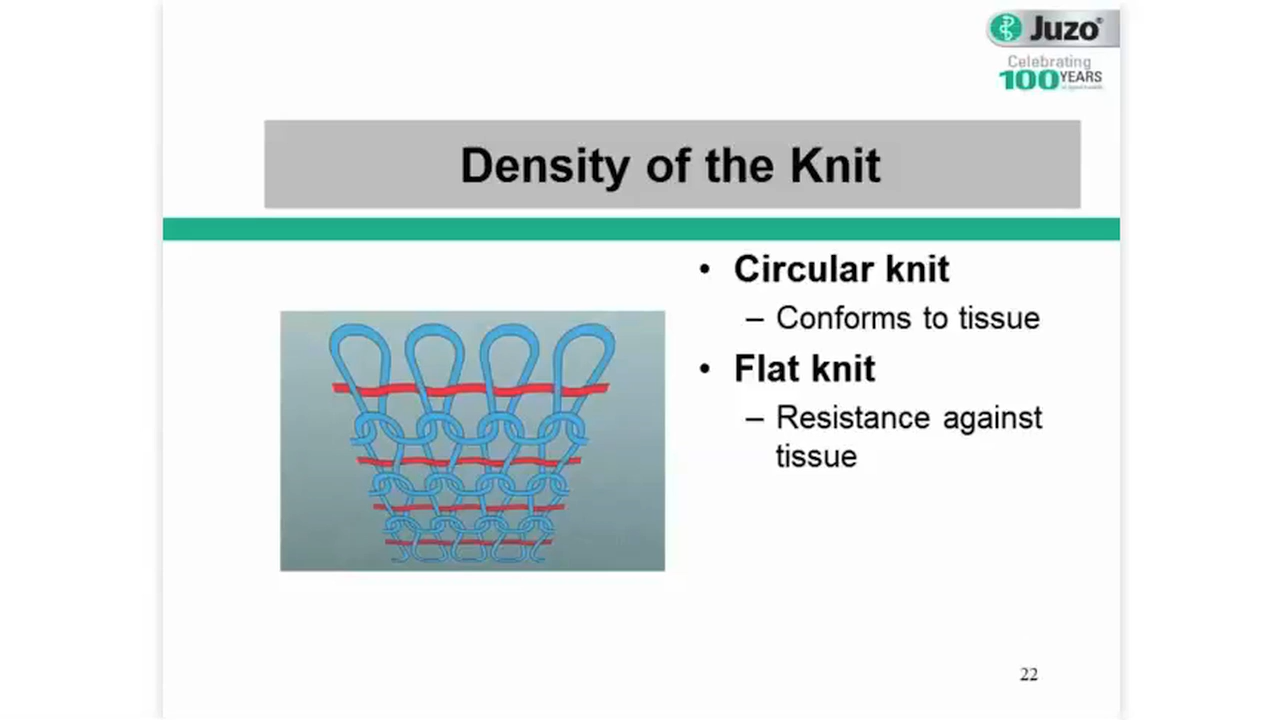 Juzo®
Celebrating
100 YEARS
Density of the Knit
• Circular knit
– Conforms to tissue
• Flat knit
– Resistance against
tissue
22